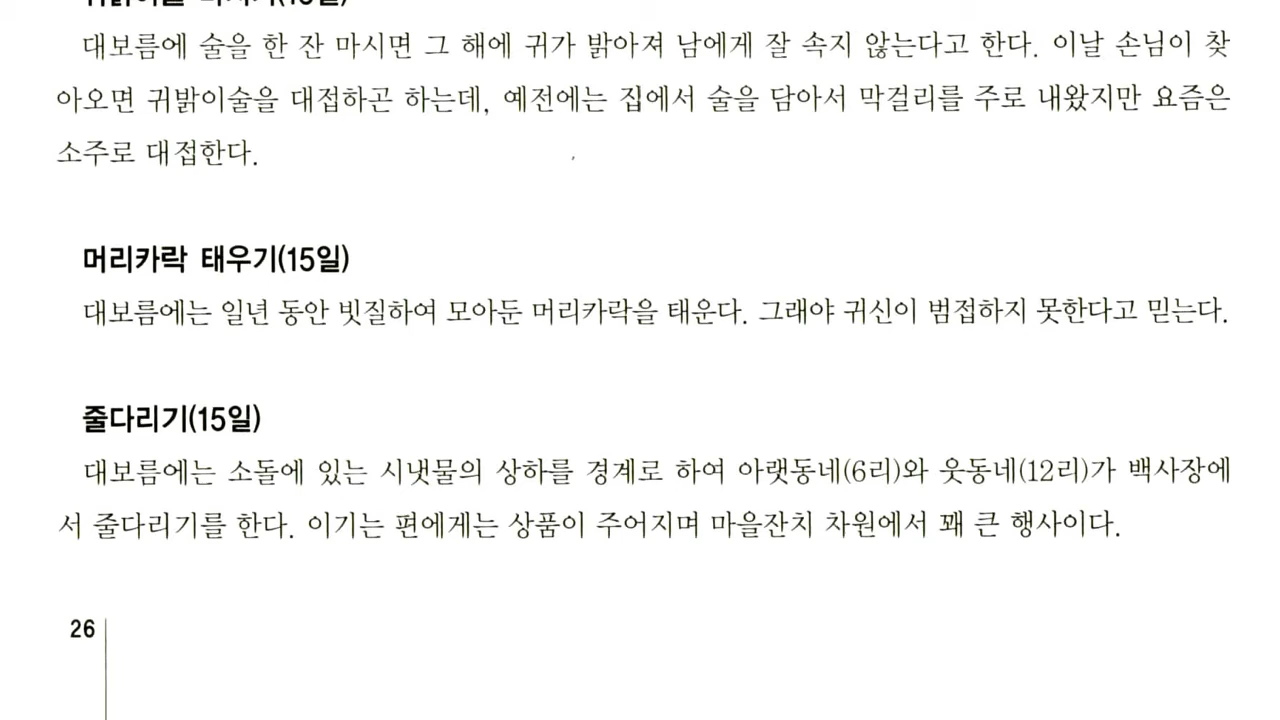 대보름에 술을 한 잔 마시면 그 해에 귀가 밝아져 남에게 잘 속지 않는다고 한다. 이날 손님이 찾
아오면 귀밝이술을 대접하곤 하는데, 예전에는 집에서 술을 담아서 막걸리를 주로 내왔지만 요즘은
소주로 대접한다.
머리카락 태우기(15일)
대보름에는 일년 동안 빗질하여 모아둔 머리카락을 태운다. 그래야 귀신이 범접하지 못한다고 믿는다.
줄다리기(15일)
대보름에는 소돌에 있는 시냇물의 상하를 경계로 하여 아랫동네(6리)와 웃동네(12리)가 백사장에
서 줄다리기를 한다. 이기는 편에게는 상품이 주어지며 마을잔치 차원에서 꽤 큰 행사이다.
26